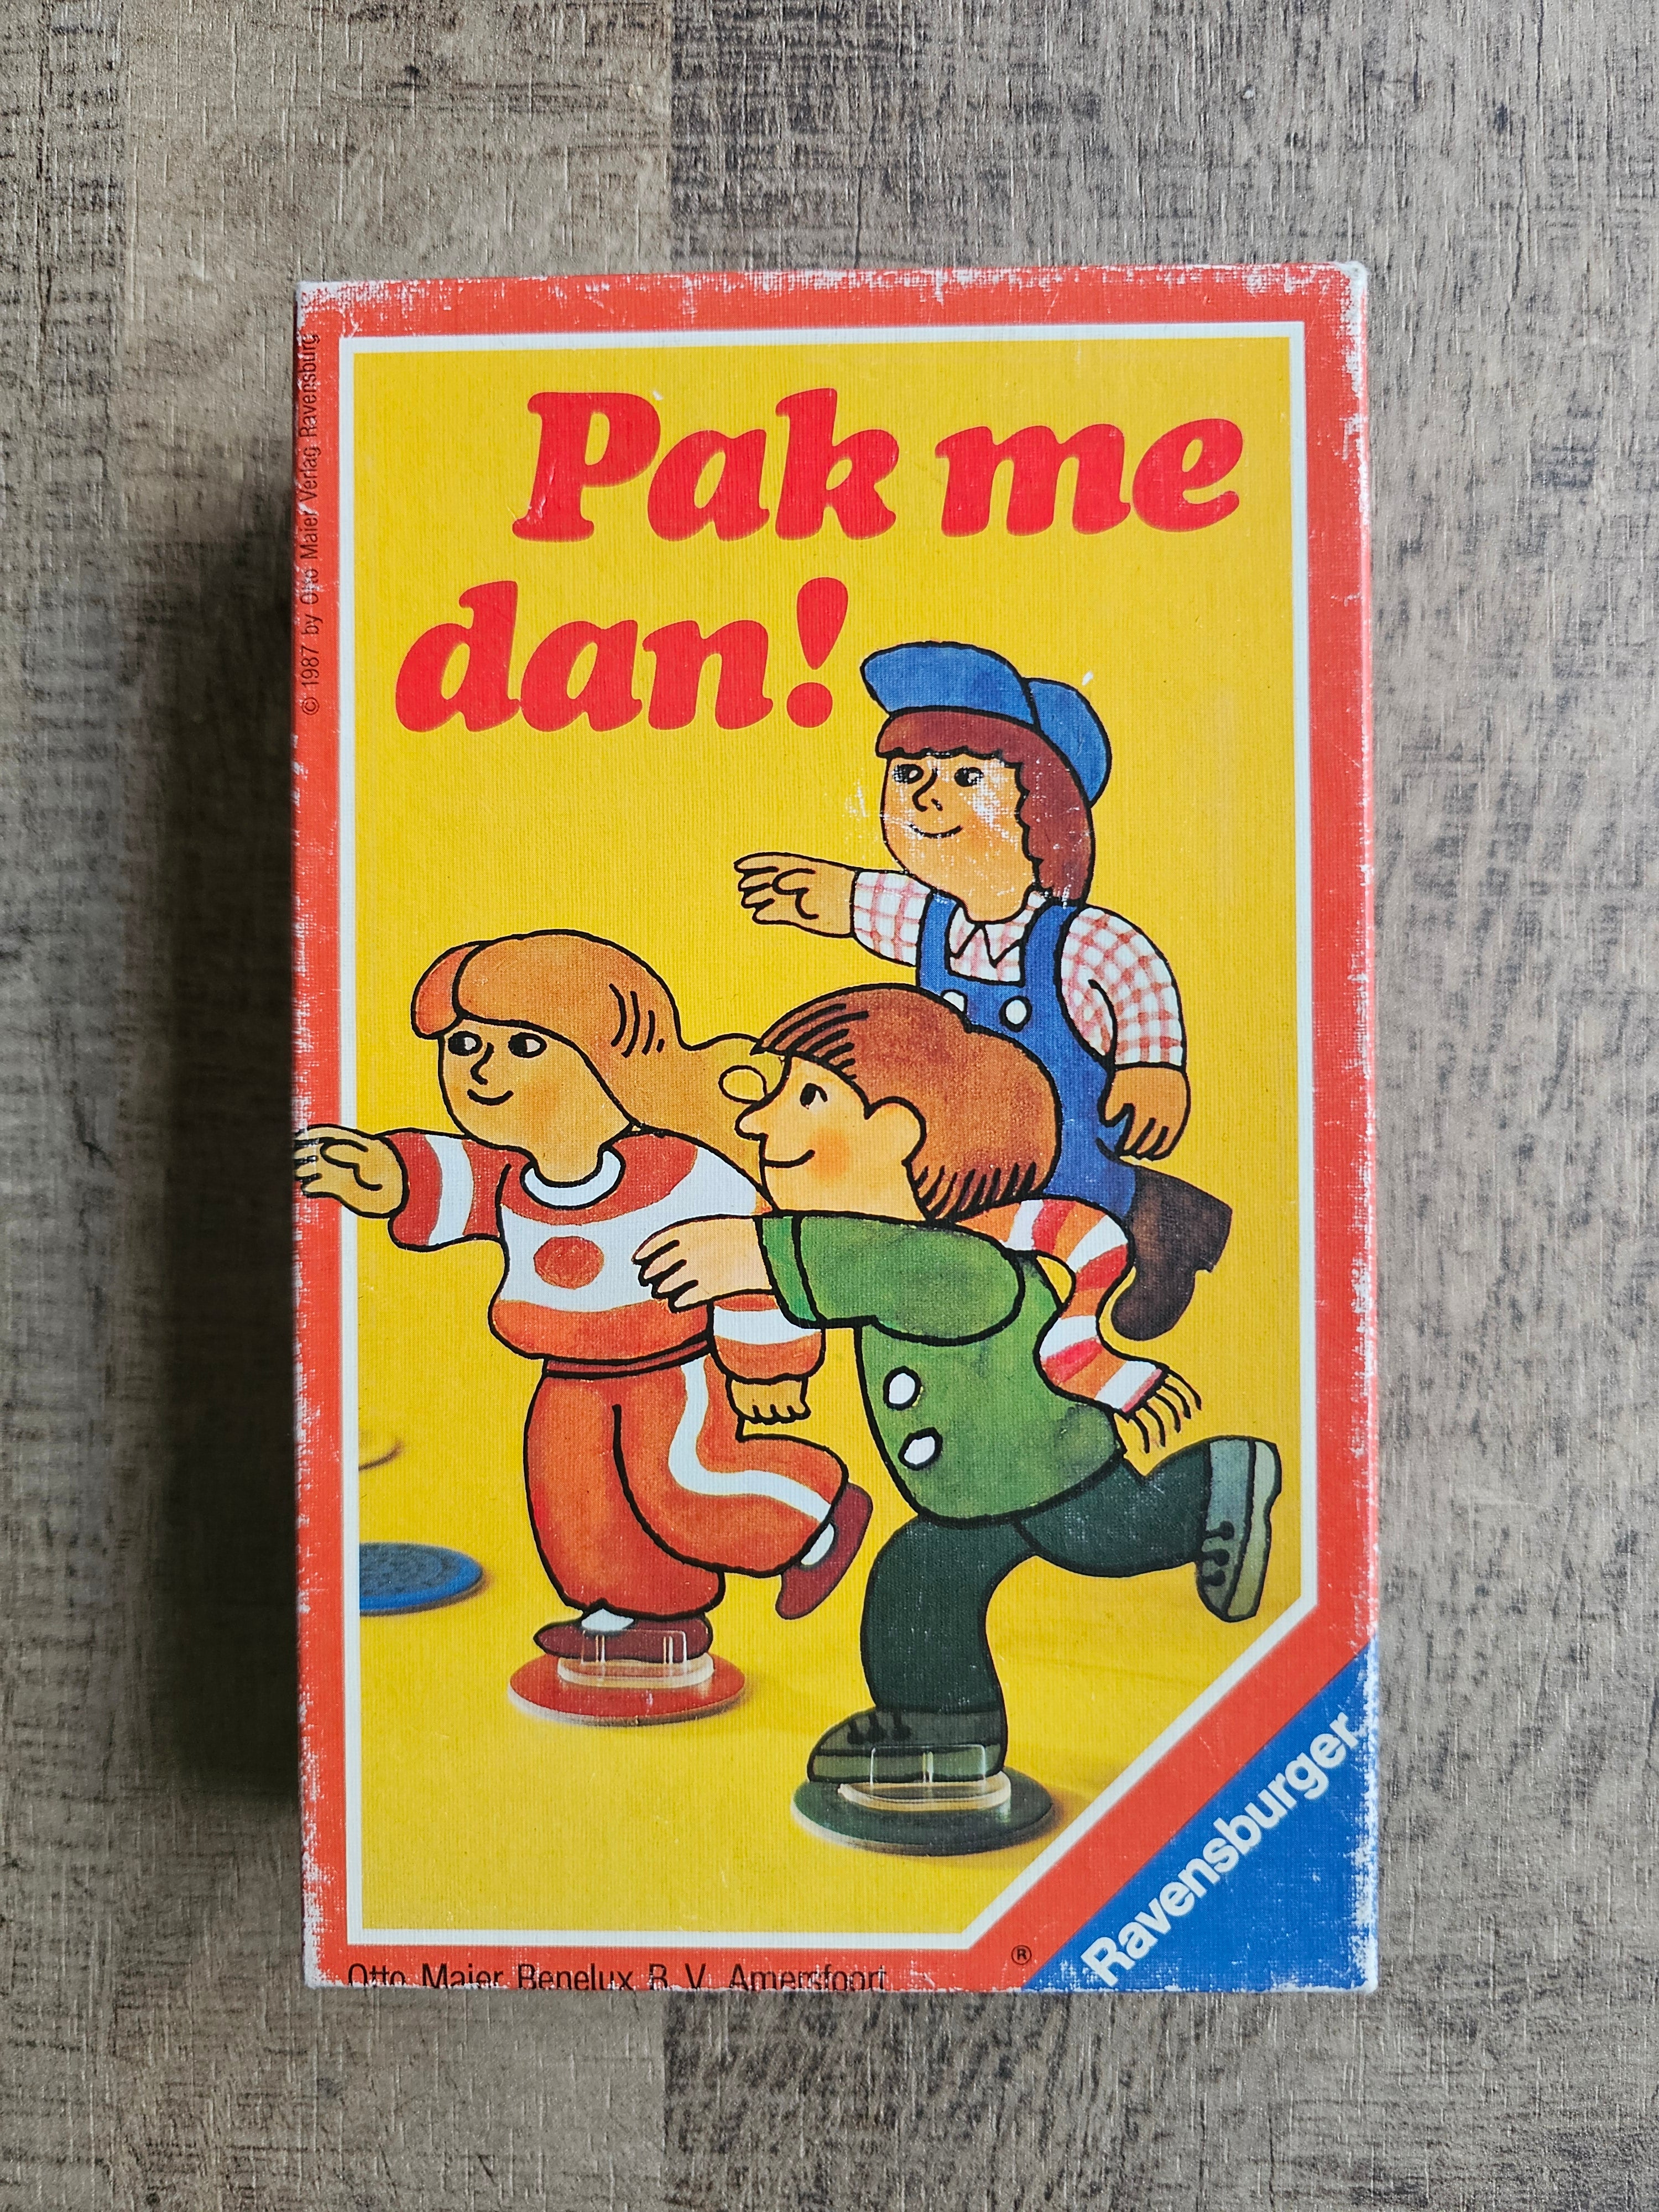 Pak me
dan!
© 1987 by Otto Maier Verlag Ravensburg
Otto Maier Benelux B. V. Amersfoort
®
Ravensburger